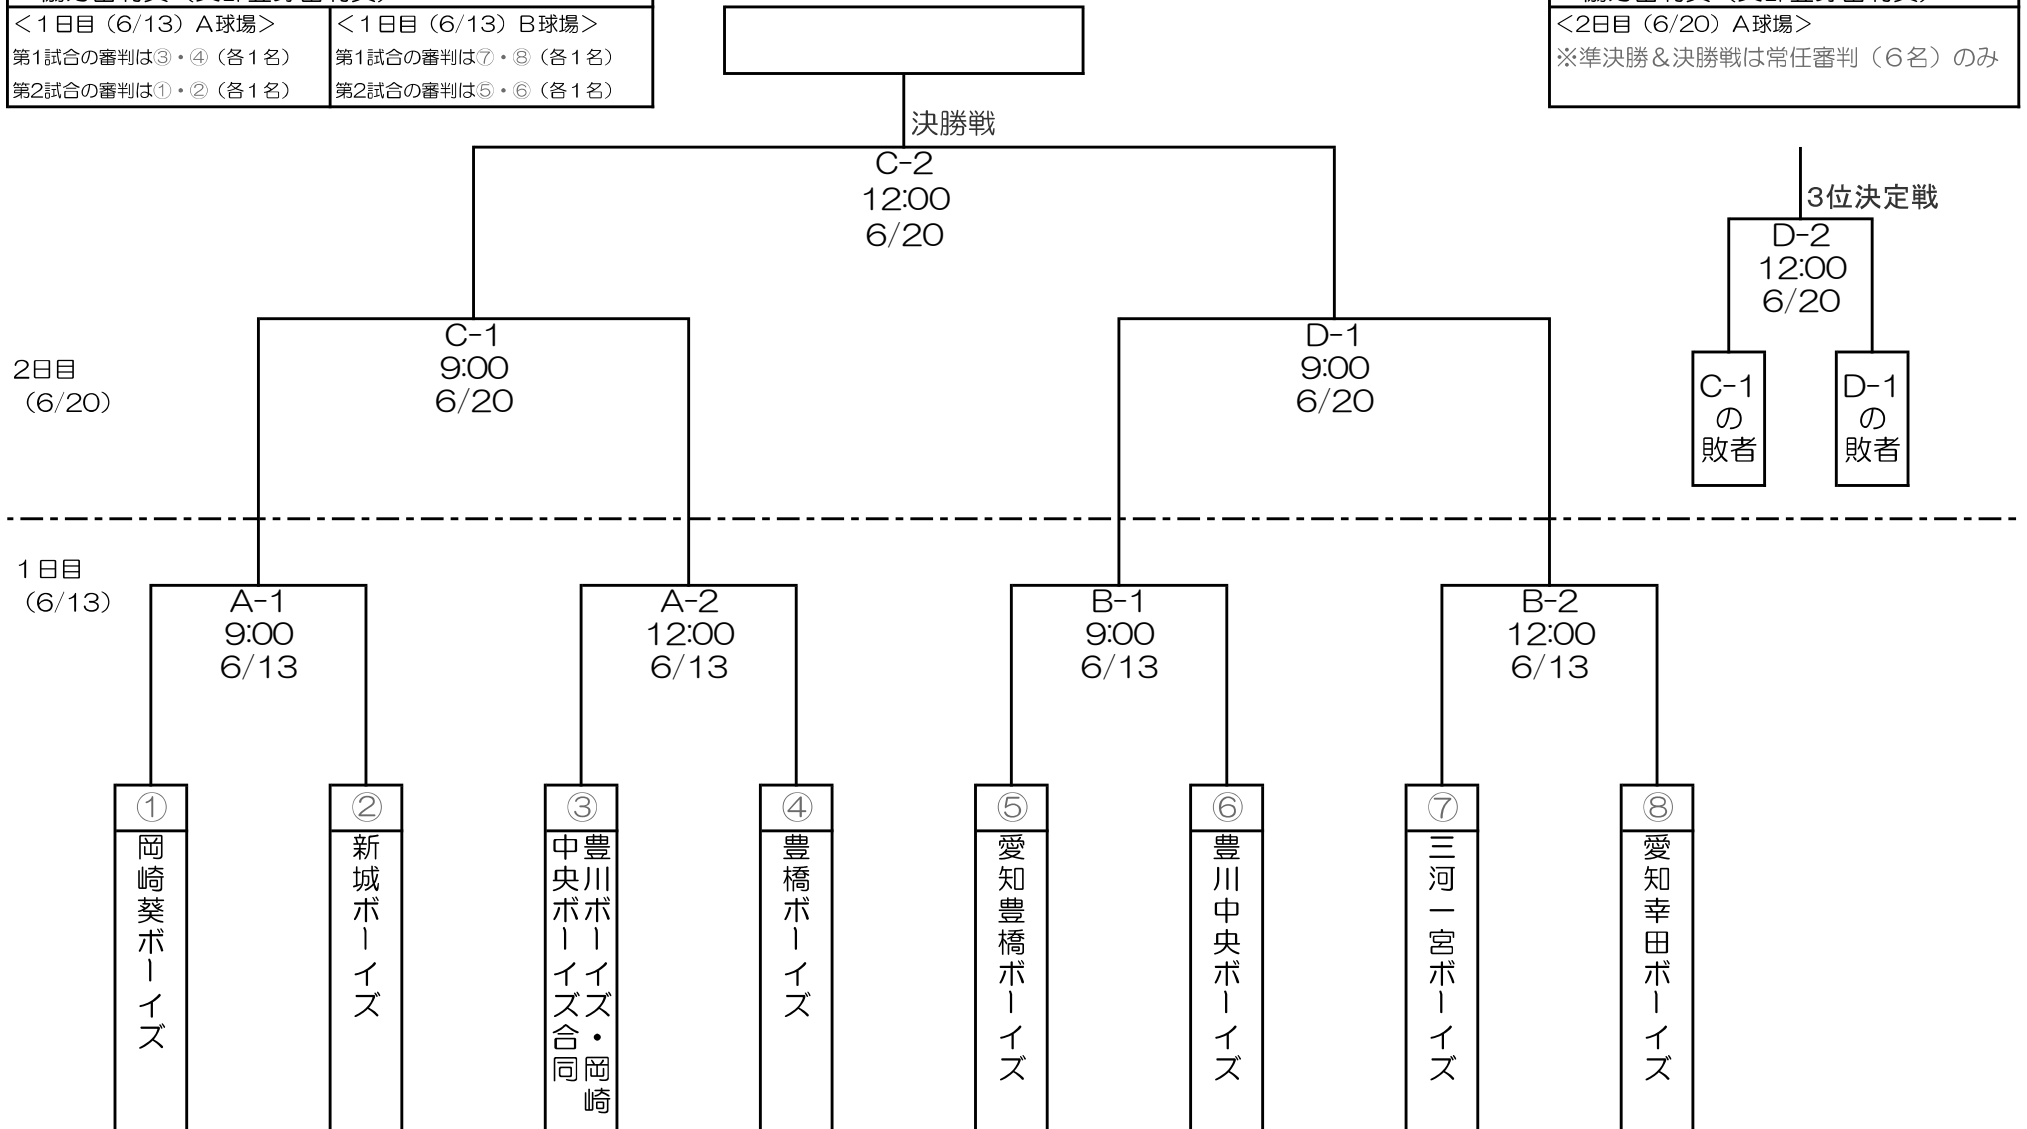 ＜１日目（6/13）Ａ球場＞
第1試合の審判は③・④（各１名）
第2試合の審判は①・②（各１名）
＜１日目（6/13）Ｂ球場＞
第1試合の審判は⑦・⑧（各１名）
第2試合の審判は⑤・⑥（各１名）
＜2日目（6/20）Ａ球場＞
※準決勝＆決勝戦は常任審判（６名）のみ
決勝戦
C-2
12:00
6/20
3位決定戦
D-2
12:00
6/20
C-1
の
敗者
D-1
の
敗者
2日目
（6/20）
C-1
9:00
6/20
D-1
9:00
6/20
１日目
（6/13）
A-1
9:00
6/13
A-2
12:00
6/13
B-1
9:00
6/13
B-2
12:00
6/13
①
岡崎葵ボーイズ
②
新城ボーイズ
③
豊川ボーイズ・岡崎
中央ボーイズ合同
④
豊橋ボーイズ
⑤
愛知豊橋ボーイズ
⑥
豊川中央ボーイズ
⑦
三河一宮ボーイズ
⑧
愛知幸田ボーイズ